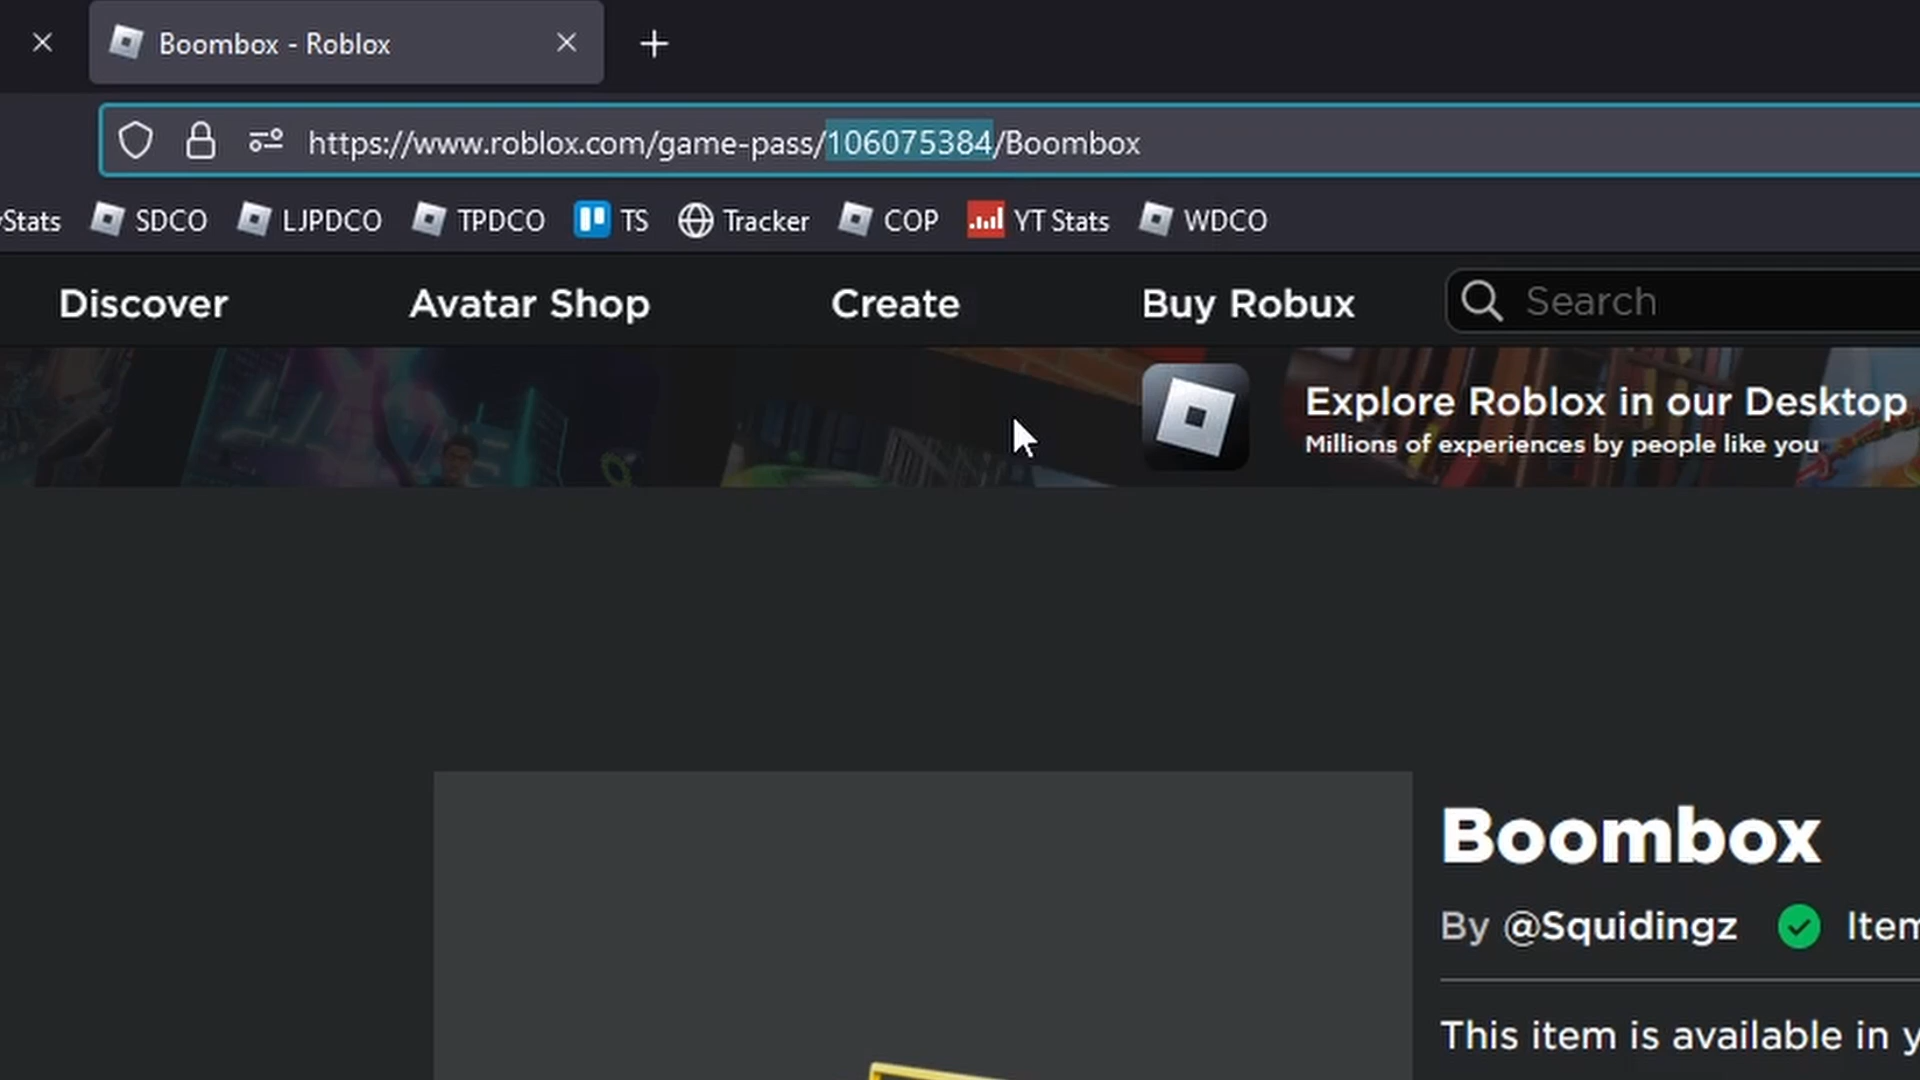 Boombox - Roblox
https://www.roblox.com/game-pass/106075384/Boombox
Stats SDCO LJPDCO TPDCO TS Tracker COP YT Stats WDCO
Discover Avatar Shop Create Buy Robux Search
Explore Roblox in our Desktop
Millions of experiences by people like you
Boombox
By @Squidingz Item
This item is available in y